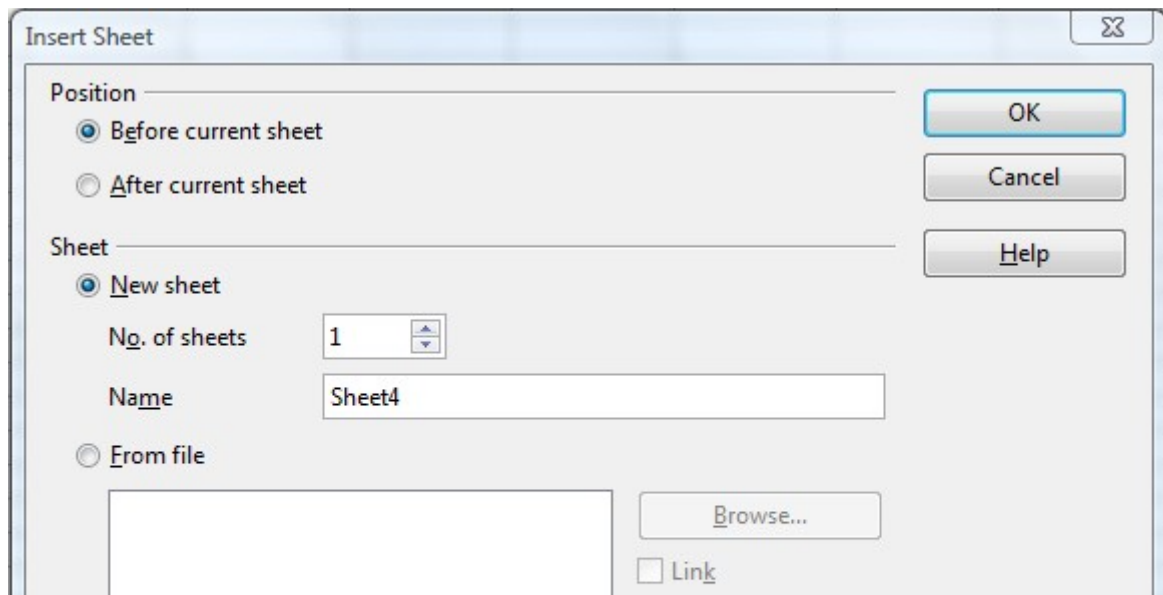 Insert Sheet
Position
OK
Before current sheet
Cancel
After current sheet
Sheet
Help
New sheet
No. of sheets 1
Name Sheet4
From file
Browse...
Link